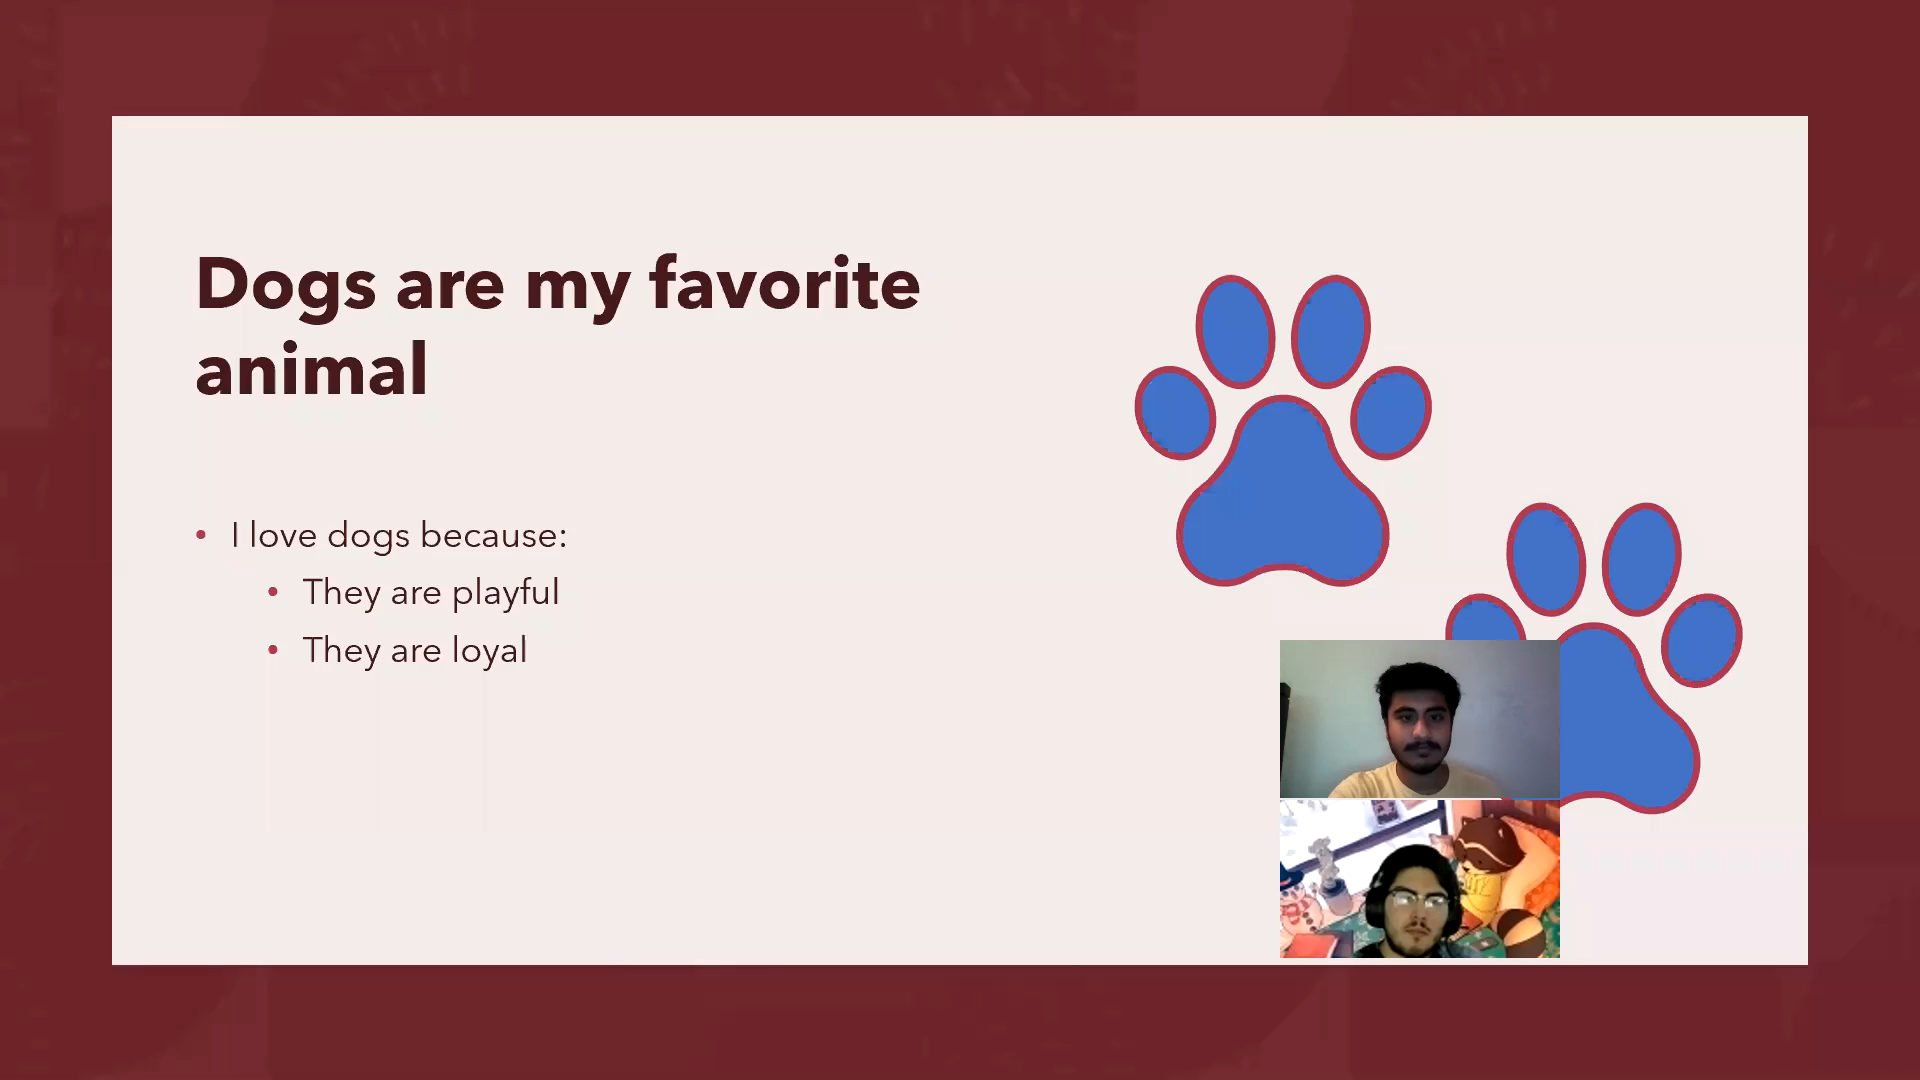 Dogs are my favorite
animal
• I love dogs because:
• They are playful
• They are loyal